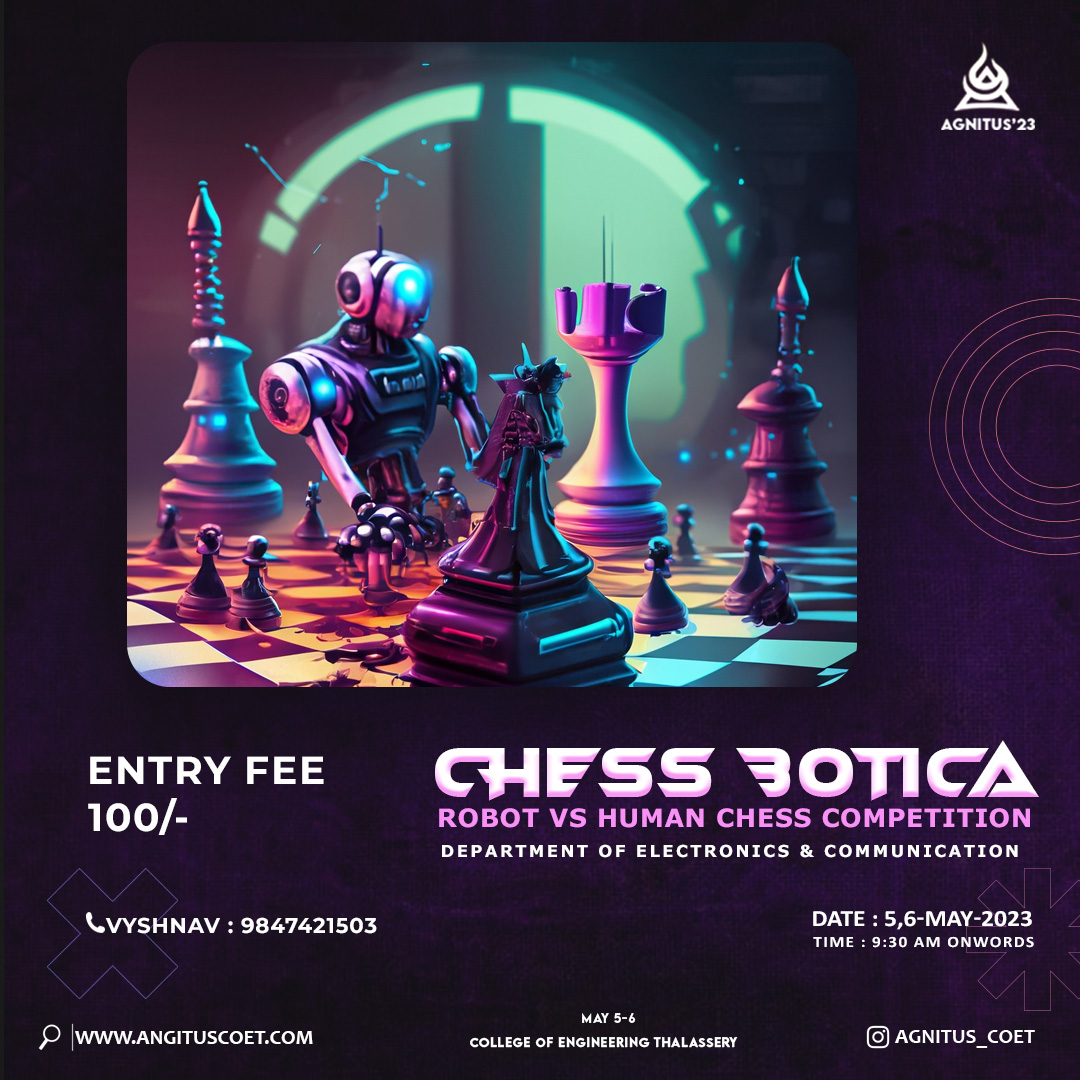 AGNITUS'23
ENTRY FEE
100/-
CHESS BOTICA
ROBOT VS HUMAN CHESS COMPETITION
DEPARTMENT OF ELECTRONICS & COMMUNICATION
VYSHNAV : 9847421503
DATE : 5,6-MAY-2023
TIME : 9:30 AM ONWORDS
WWW.ANGITUSCOET.COM
MAY 5-6
COLLEGE OF ENGINEERING THALASSERY
AGNITUS_COET